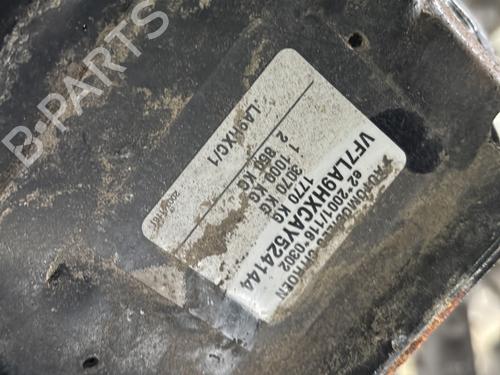 AUTOMOBILES CITROEN
e2*2001/116*0302
VF7LA9HXCAY524144
1770 KG
3070 KG
1 1000 KG
2 860 KG
LA9HXC/1
B-PARTS